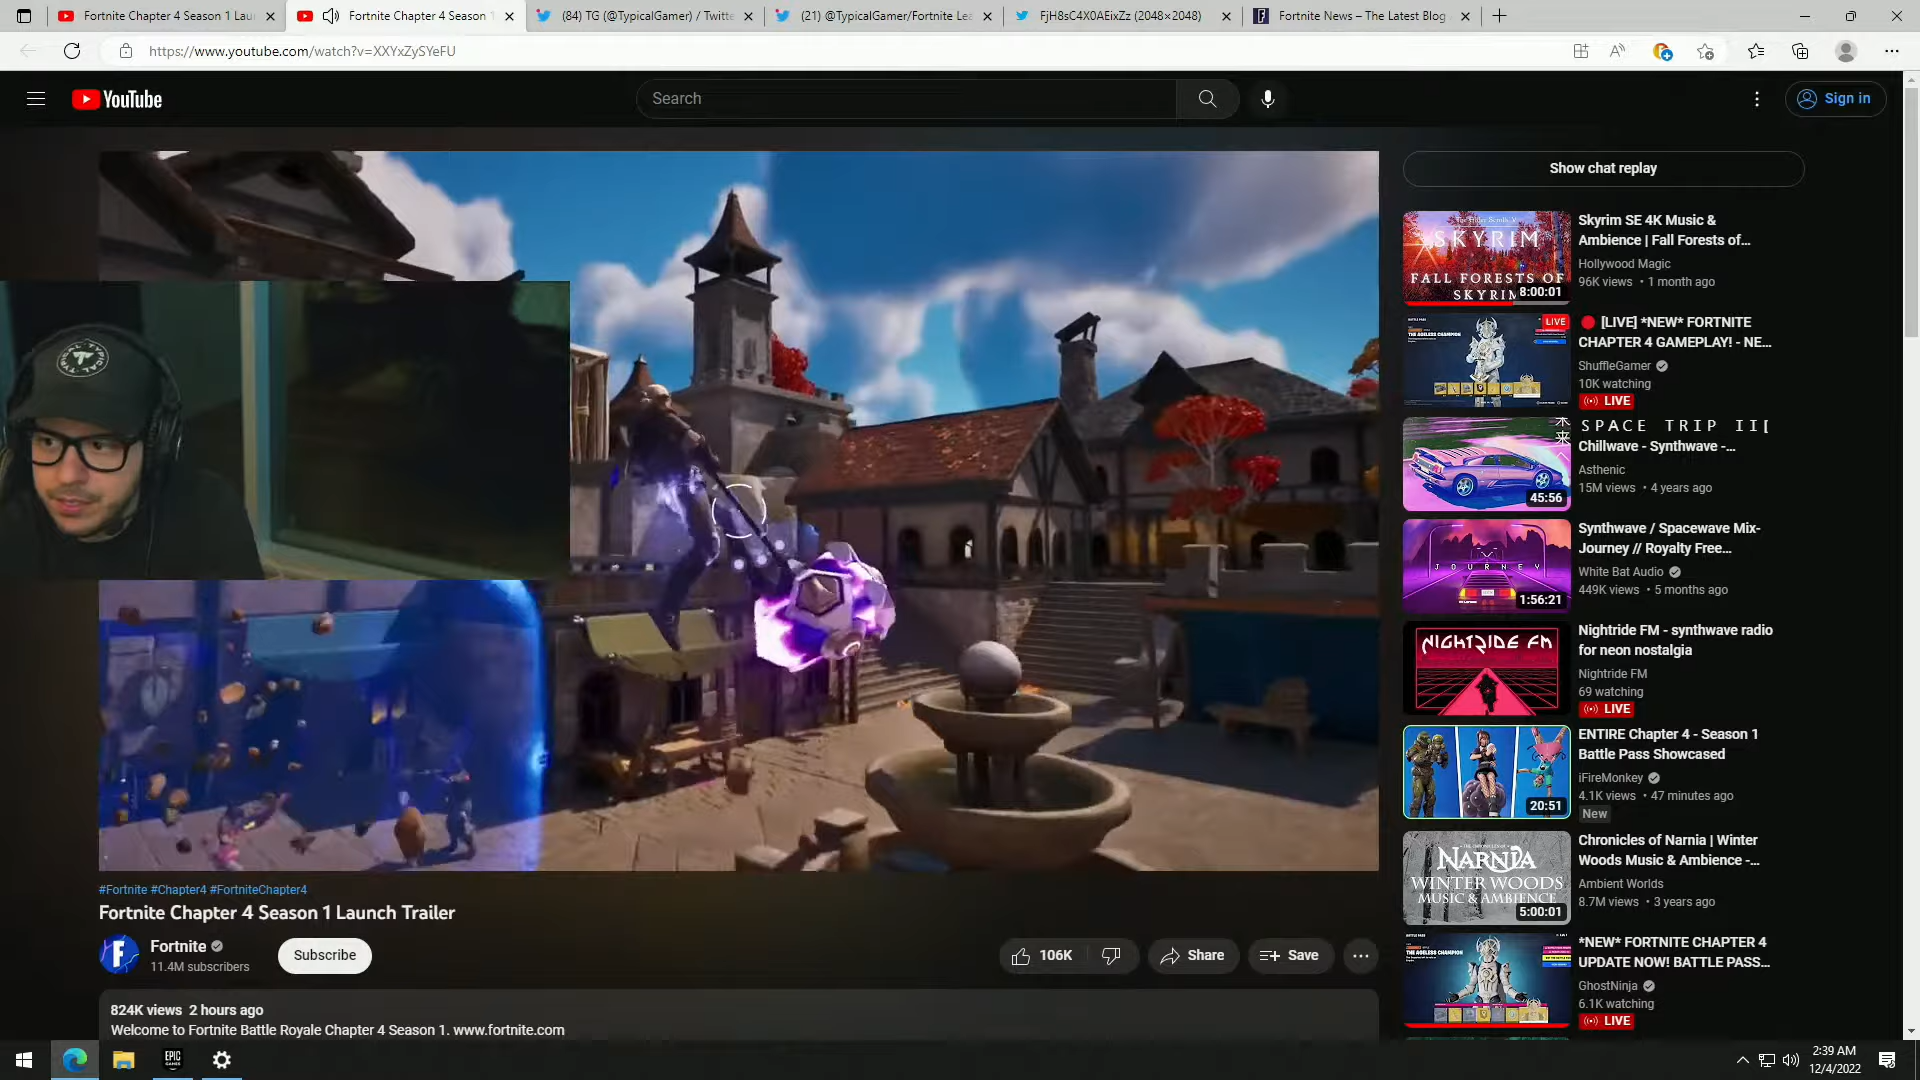 Fortnite Chapter 4 Season 1 Lau
Fortnite Chapter 4 Season 1
(84) TG (@TypicalGamer) / Twitte
(21) @TypicalGamer/Fortnite Lea
FjH8sC4X0AEixZz (2048×2048)
Fortnite News – The Latest Blog
https://www.youtube.com/watch?v=XXYxZySYeFU
YouTube
Search
Sign in
Show chat replay
SKYRIM
FALL FORESTS OF
SKYRIM
8:00:01
Skyrim SE 4K Music &
Ambience | Fall Forests of...
Hollywood Magic
96K views • 1 month ago
LIVE
[LIVE] *NEW* FORTNITE
CHAPTER 4 GAMEPLAY! - NE...
ShuffleGamer
10K watching
LIVE
未来
45:56
SPACE TRIP II[
Chillwave - Synthwave -...
Asthenic
15M views • 4 years ago
JOURNEY
1:56:21
Synthwave / Spacewave Mix-
Journey // Royalty Free...
White Bat Audio
449K views • 5 months ago
NIGHTRIDE FM
Nightride FM - synthwave radio
for neon nostalgia
Nightride FM
69 watching
LIVE
20:51
ENTIRE Chapter 4 - Season 1
Battle Pass Showcased
iFireMonkey
4.1K views • 47 minutes ago
New
NARNIA
WINTER WOODS
MUSIC & AMBIENCE
5:00:01
Chronicles of Narnia | Winter
Woods Music & Ambience -...
Ambient Worlds
8.7M views • 3 years ago
THE AGELESS CHAMPION
*NEW* FORTNITE CHAPTER 4
UPDATE NOW! BATTLE PASS...
GhostNinja
6.1K watching
LIVE
#Fortnite #Chapter4 #FortniteChapter4
Fortnite Chapter 4 Season 1 Launch Trailer
Fortnite
11.4M subscribers
Subscribe
106K
Share
Save
824K views 2 hours ago
Welcome to Fortnite Battle Royale Chapter 4 Season 1. www.fortnite.com
EPIC
GAMES
2:39 AM
12/4/2022